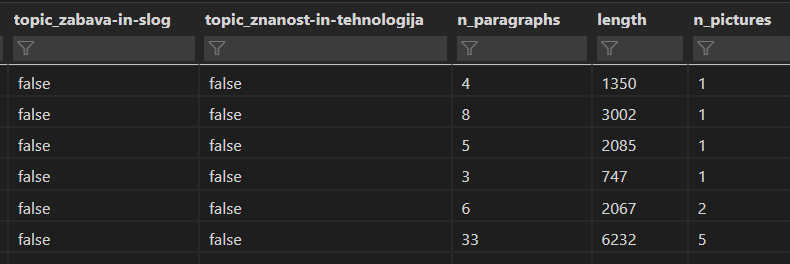 topic_zabava-in-slog topic_znanost-in-tehnologija n_paragraphs length n_pictures
false false 4 1350 1
false false 8 3002 1
false false 5 2085 1
false false 3 747 1
false false 6 2067 2
false false 33 6232 5